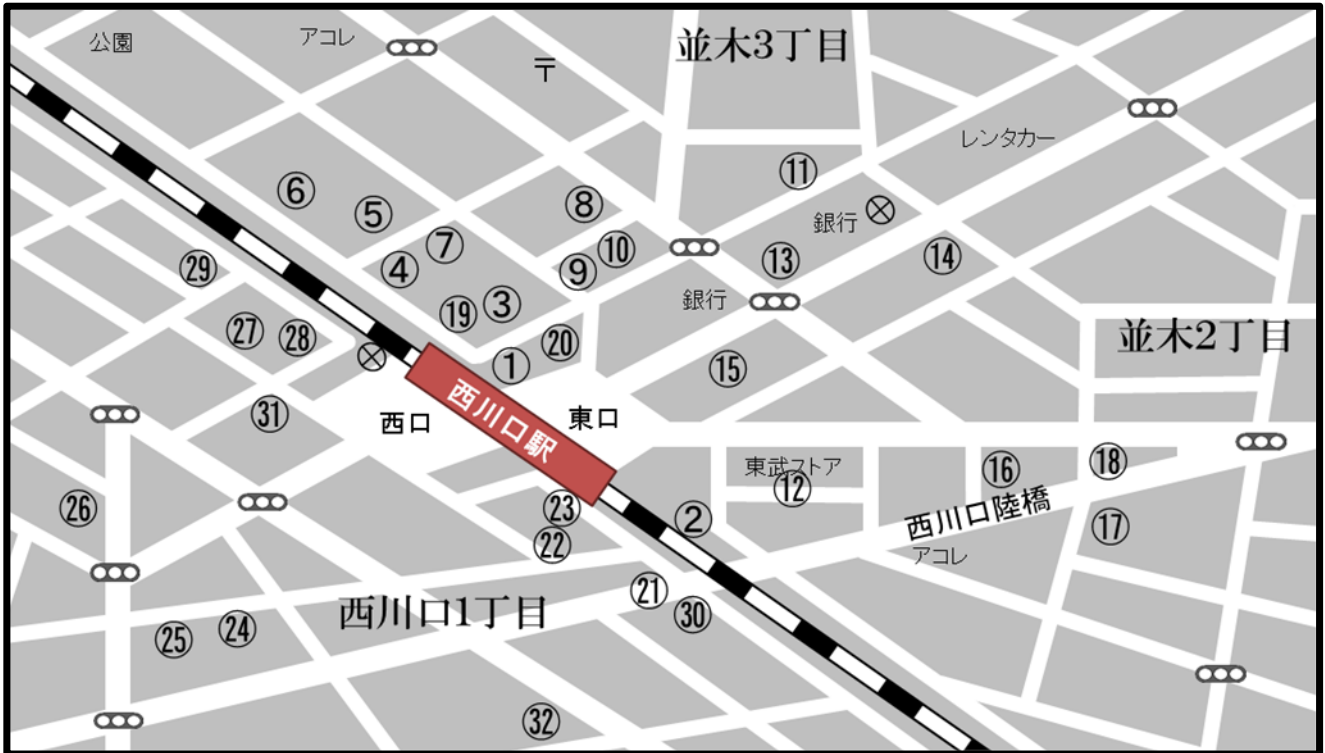 公園
アコレ
〒
並木3丁目
レンタカー
⑪
⑥
⑤
⑧
銀行
⑦
⑩
④
⑨
⑬
⑭
㉙
銀行
⑲
③
⑳
㉗
㉘
①
⑮
並木2丁目
西川口駅
㉛
西口
東口
東武ストア
⑫
⑯
⑱
西川口陸橋
㉖
㉓
②
⑰
㉒
アコレ
㉑
西川口1丁目
㉚
㉕
㉔
㉜